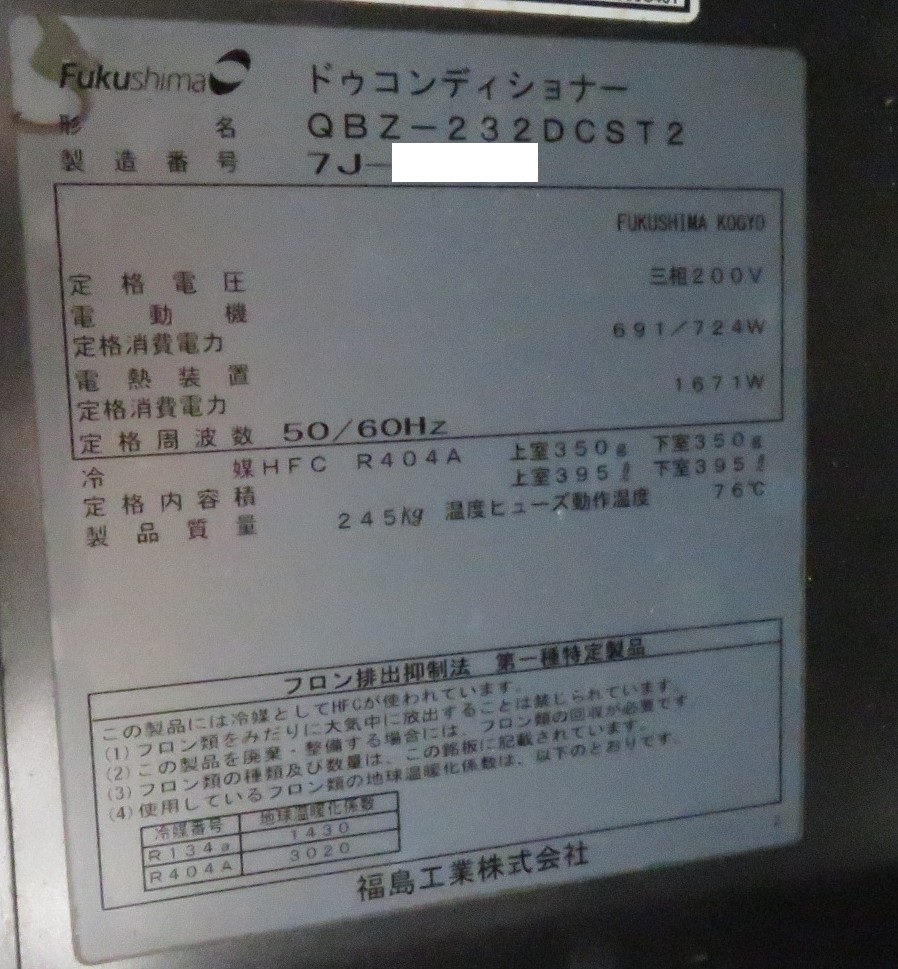 Fukushima ドゥコンディショナー
形名 QBZ-232DCST2
製造番号 7J-
FUKUSHIMA KOGYO
定格電圧 三相200V
電動機
定格消費電力 691/724W
電熱装置
定格消費電力 1671W
定格周波数 50/60Hz
冷媒 HFC R404A 上室350g 下室350g
定格内容積 上室395ℓ 下室395ℓ
製品質量 245kg 温度ヒューズ動作温度 76℃
フロン排出抑制法 第一種特定製品
この製品には冷媒としてHFCが使われています。
(1)フロン類をみだりに大気中に放出することは禁じられています。
(2)この製品を廃棄・整備する場合には、フロン類の回収が必要です
(3)フロン類の種類及び数量は、この銘板に記載されています。
(4)使用しているフロン類の地球温暖化係数は、以下のとおりです。
冷媒番号 地球温暖化係数
R134a 1430
R404A 3020
福島工業株式会社